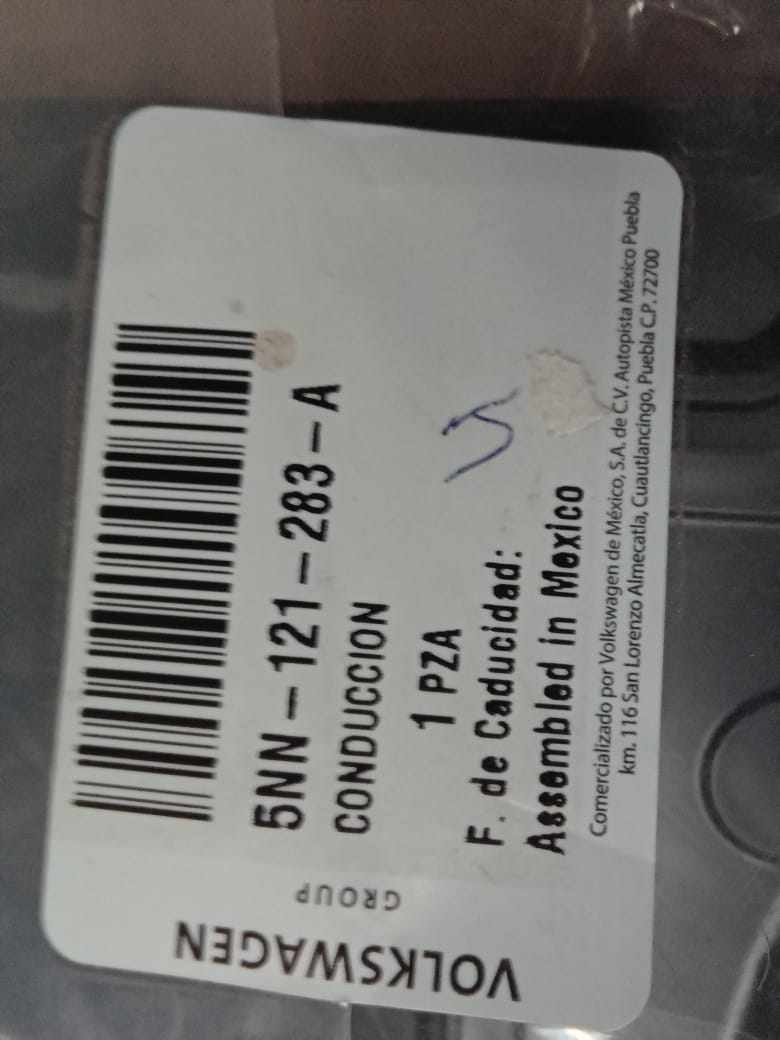 VOLKSWAGEN
GROUP
5NN-121-283-A
CONDUCCION
1 PZA
F. de Caducidad:
Assembled in Mexico
Comercializado por Volkswagen de México, S.A. de C.V. Autopista México Puebla
km. 116 San Lorenzo Almecatla, Cuautlancingo, Puebla C.P. 72700